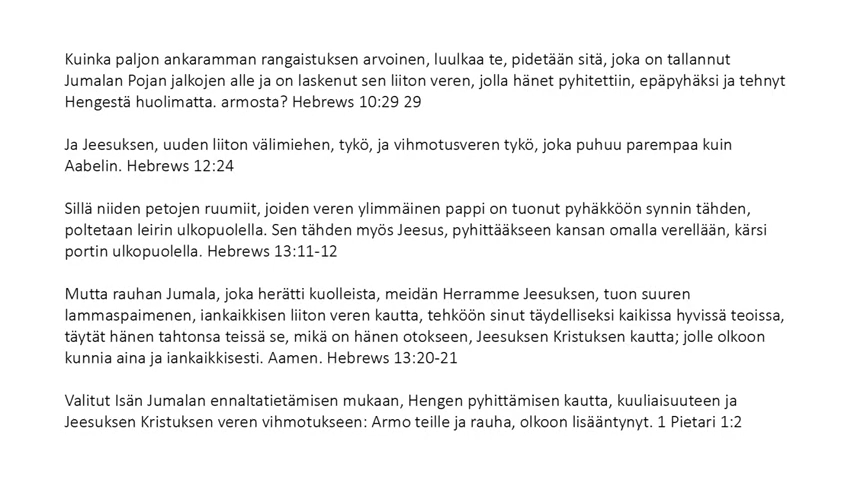 Kuinka paljon ankaramman rangaistuksen arvoinen, luulkaa te, pidetään sitä, joka on tallannut
Jumalan Pojan jalkojen alle ja on laskenut sen liiton veren, jolla hänet pyhitettiin, epäpyhäksi ja tehnyt
Hengestä huolimatta. armosta? Hebrews 10:29 29
Ja Jeesuksen, uuden liiton välimiehen, tykö, ja vihmotusveren tykö, joka puhuu parempaa kuin
Aabelin. Hebrews 12:24
Sillä niiden petojen ruumiit, joiden veren ylimmäinen pappi on tuonut pyhäkköön synnin tähden,
poltetaan leirin ulkopuolella. Sen tähden myös Jeesus, pyhittääkseen kansan omalla verellään, kärsi
portin ulkopuolella. Hebrews 13:11-12
Mutta rauhan Jumala, joka herätti kuolleista, meidän Herramme Jeesuksen, tuon suuren
lammaspaimenen, iankaikkisen liiton veren kautta, tehköön sinut täydelliseksi kaikissa hyvissä teoissa,
täytät hänen tahtonsa teissä se, mikä on hänen otokseen, Jeesuksen Kristuksen kautta; jolle olkoon
kunnia aina ja iankaikkisesti. Aamen. Hebrews 13:20-21
Valitut Isän Jumalan ennaltatietämisen mukaan, Hengen pyhittämisen kautta, kuuliaisuuteen ja
Jeesuksen Kristuksen veren vihmotukseen: Armo teille ja rauha, olkoon lisääntynyt. 1 Pietari 1:2